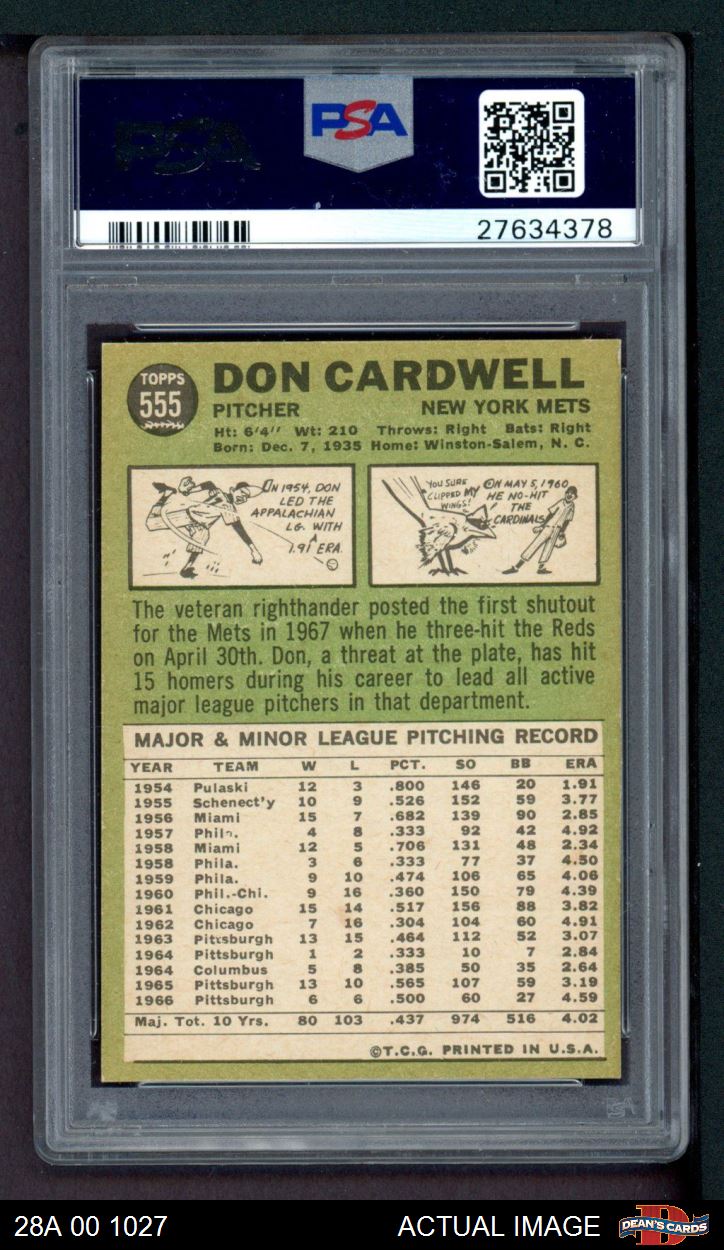 PSA
PSA
27634378
TOPPS
555
DON CARDWELL
PITCHER NEW YORK METS
Ht: 6'4" Wt: 210 Throws: Right Bats: Right
Born: Dec. 7, 1935 Home: Winston-Salem, N. C.
IN 1954, DON
LED THE
APPALACHIAN
LG. WITH
A
1.91 ERA.
YOU SURE
CLIPPED MY
WINGS!
ON MAY 5, 1960
HE NO-HIT
THE
CARDINALS
The veteran righthander posted the first shutout
for the Mets in 1967 when he three-hit the Reds
on April 30th. Don, a threat at the plate, has hit
15 homers during his career to lead all active
major league pitchers in that department.
MAJOR & MINOR LEAGUE PITCHING RECORD
YEAR TEAM W L PCT. SO BB ERA
1954 Pulaski 12 3 .800 146 20 1.91
1955 Schenect'y 10 9 .526 152 59 3.77
1956 Miami 15 7 .682 139 90 2.85
1957 Phila. 4 8 .333 92 42 4.92
1958 Miami 12 5 .706 131 48 2.34
1958 Phila. 3 6 .333 77 37 4.50
1959 Phila. 9 10 .474 106 65 4.06
1960 Phil.-Chi. 9 16 .360 150 79 4.39
1961 Chicago 15 14 .517 156 88 3.82
1962 Chicago 7 16 .304 104 60 4.91
1963 Pittsburgh 13 15 .464 112 52 3.07
1964 Pittsburgh 1 2 .333 10 7 2.84
1964 Columbus 5 8 .385 50 35 2.64
1965 Pittsburgh 13 10 .565 107 59 3.19
1966 Pittsburgh 6 6 .500 60 27 4.59
Maj. Tot. 10 Yrs. 80 103 .437 974 516 4.02
©T.C.G. PRINTED IN U.S.A.
PSA
28A 00 1027 ACTUAL IMAGE DEAN'S CARDS